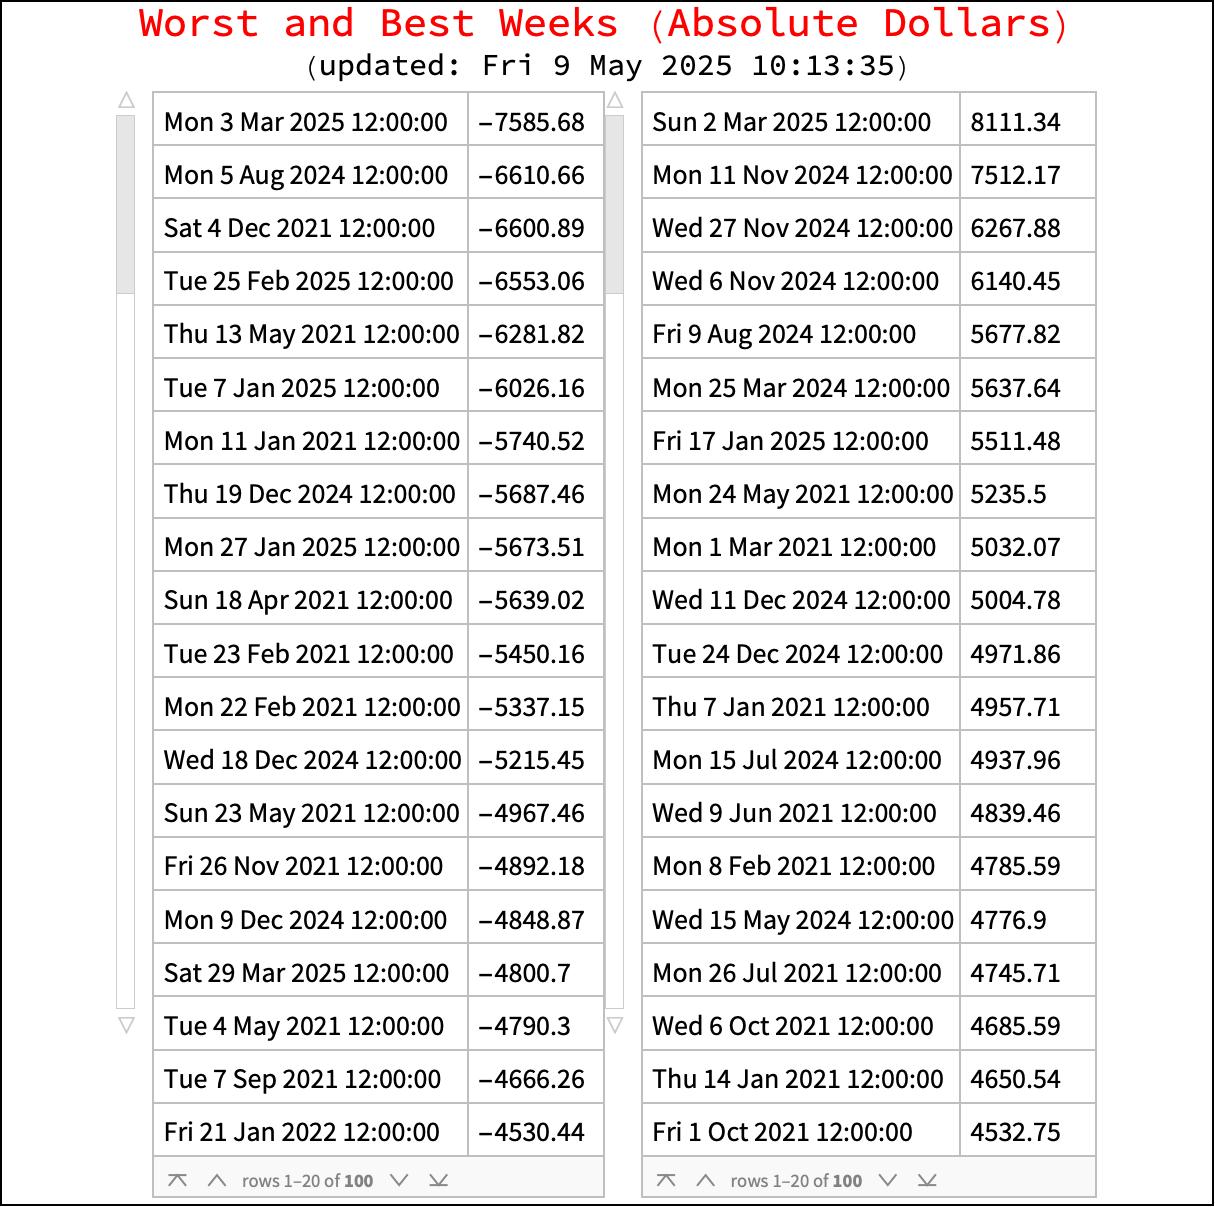 Worst and Best Weeks (Absolute Dollars)
(updated: Fri 9 May 2025 10:13:35)
Mon 3 Mar 2025 12:00:00 −7585.68 Sun 2 Mar 2025 12:00:00 8111.34
Mon 5 Aug 2024 12:00:00 −6610.66 Mon 11 Nov 2024 12:00:00 7512.17
Sat 4 Dec 2021 12:00:00 −6600.89 Wed 27 Nov 2024 12:00:00 6267.88
Tue 25 Feb 2025 12:00:00 −6553.06 Wed 6 Nov 2024 12:00:00 6140.45
Thu 13 May 2021 12:00:00 −6281.82 Fri 9 Aug 2024 12:00:00 5677.82
Tue 7 Jan 2025 12:00:00 −6026.16 Mon 25 Mar 2024 12:00:00 5637.64
Mon 11 Jan 2021 12:00:00 −5740.52 Fri 17 Jan 2025 12:00:00 5511.48
Thu 19 Dec 2024 12:00:00 −5687.46 Mon 24 May 2021 12:00:00 5235.5
Mon 27 Jan 2025 12:00:00 −5673.51 Mon 1 Mar 2021 12:00:00 5032.07
Sun 18 Apr 2021 12:00:00 −5639.02 Wed 11 Dec 2024 12:00:00 5004.78
Tue 23 Feb 2021 12:00:00 −5450.16 Tue 24 Dec 2024 12:00:00 4971.86
Mon 22 Feb 2021 12:00:00 −5337.15 Thu 7 Jan 2021 12:00:00 4957.71
Wed 18 Dec 2024 12:00:00 −5215.45 Mon 15 Jul 2024 12:00:00 4937.96
Sun 23 May 2021 12:00:00 −4967.46 Wed 9 Jun 2021 12:00:00 4839.46
Fri 26 Nov 2021 12:00:00 −4892.18 Mon 8 Feb 2021 12:00:00 4785.59
Mon 9 Dec 2024 12:00:00 −4848.87 Wed 15 May 2024 12:00:00 4776.9
Sat 29 Mar 2025 12:00:00 −4800.7 Mon 26 Jul 2021 12:00:00 4745.71
Tue 4 May 2021 12:00:00 −4790.3 Wed 6 Oct 2021 12:00:00 4685.59
Tue 7 Sep 2021 12:00:00 −4666.26 Thu 14 Jan 2021 12:00:00 4650.54
Fri 21 Jan 2022 12:00:00 −4530.44 Fri 1 Oct 2021 12:00:00 4532.75
rows 1–20 of 100 rows 1–20 of 100